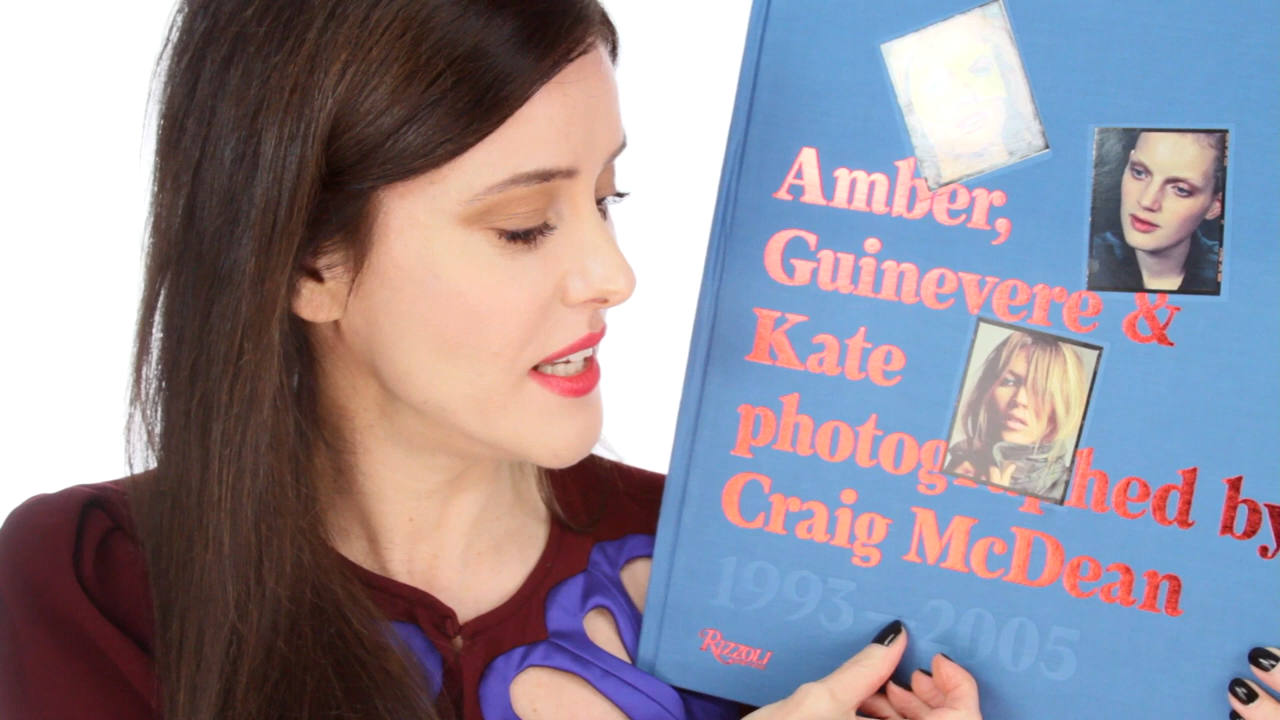 Amber,
Guinevere &
Kate
photographed by
Craig McDean
1993–2005
RIZZOLI